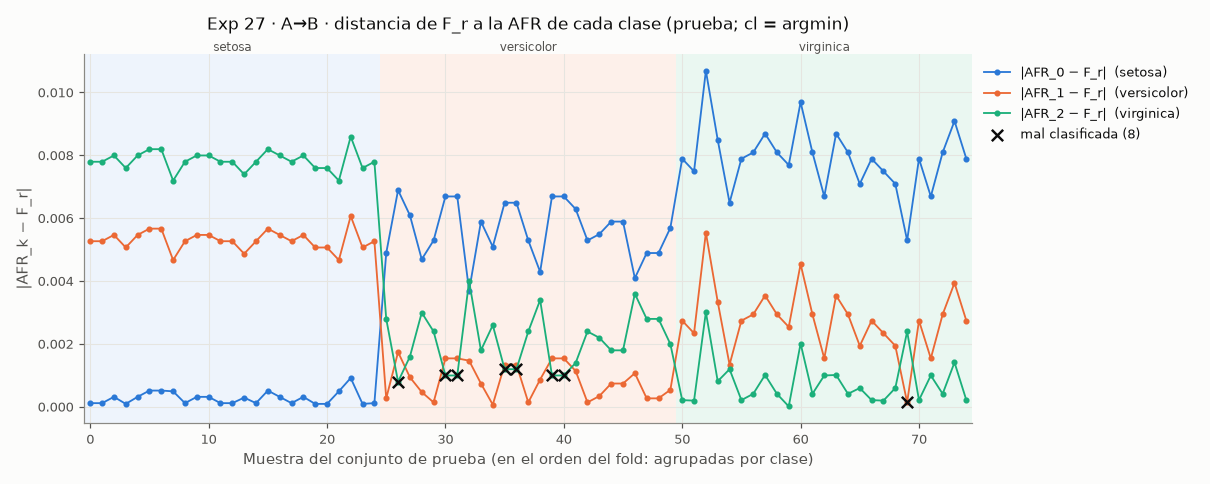 Exp 27 · A→B · distancia de F_r a la AFR de cada clase (prueba; cl = argmin)
setosa
versicolor
virginica
|AFR_0 − F_r| (setosa)
|AFR_1 − F_r| (versicolor)
|AFR_2 − F_r| (virginica)
mal clasificada (8)
|AFR_k − F_r|
0.010
0.008
0.006
0.004
0.002
0.000
0
10
20
30
40
50
60
70
Muestra del conjunto de prueba (en el orden del fold: agrupadas por clase)